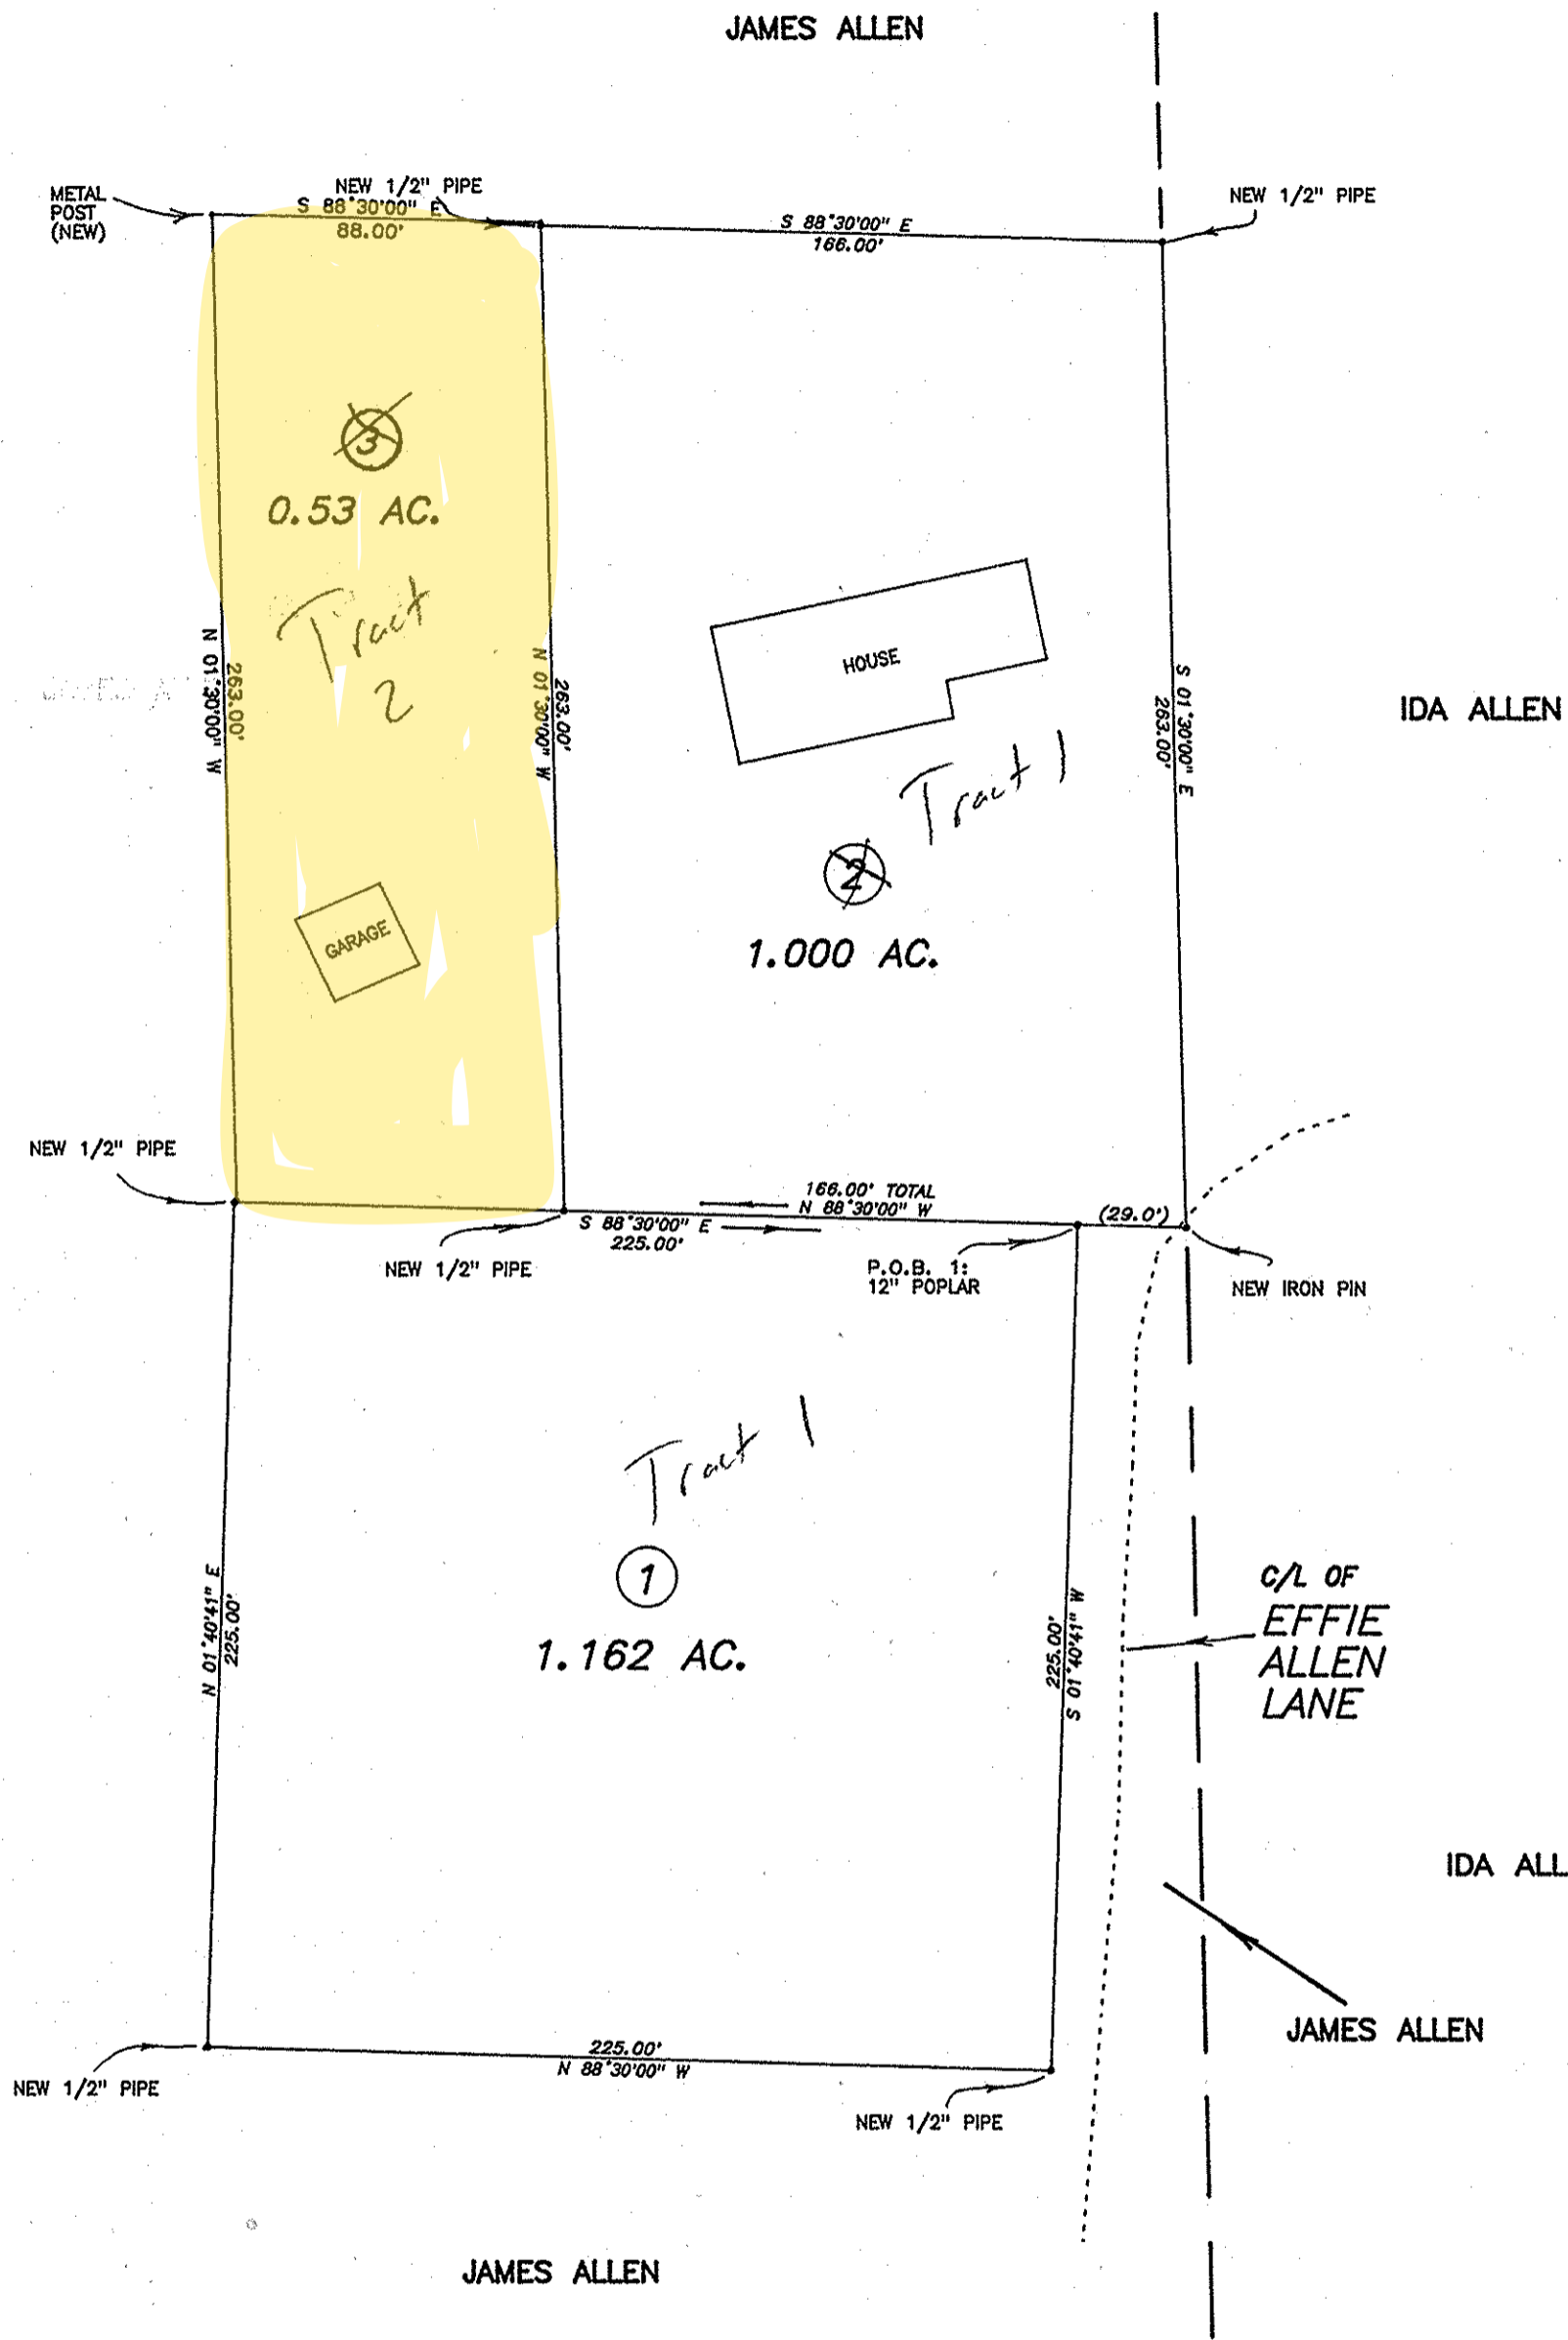 JAMES ALLEN
METAL
POST
(NEW)
NEW 1/2" PIPE
S 88°30'00" E
88.00'
S 88°30'00" E
166.00'
NEW 1/2" PIPE
3
0.53 AC.
Tract
2
N 01°30'00" W
263.00'
N 01°30'00" W
263.00'
HOUSE
Tract 1
S 01°30'00" E
263.00'
IDA ALLEN
2
1.000 AC.
GARAGE
NEW 1/2" PIPE
166.00' TOTAL
N 88°30'00" W
(29.0')
S 88°30'00" E
225.00'
NEW 1/2" PIPE
P.O.B. 1:
12" POPLAR
NEW IRON PIN
Tract 1
1
1.162 AC.
N 01°40'41" E
225.00'
225.00'
S 01°40'41" W
C/L OF
EFFIE
ALLEN
LANE
IDA ALL
JAMES ALLEN
225.00'
N 88°30'00" W
NEW 1/2" PIPE
NEW 1/2" PIPE
JAMES ALLEN